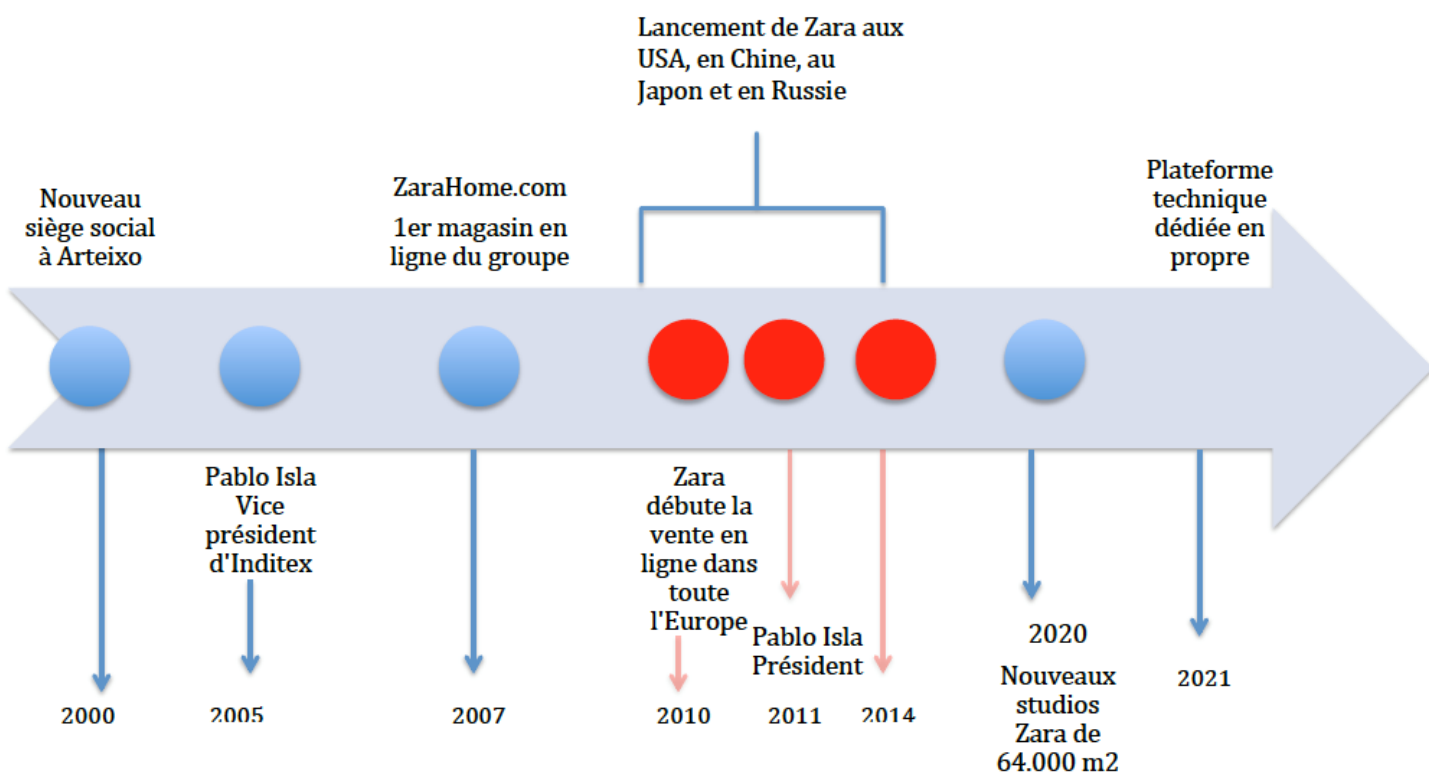 Lancement de Zara aux
USA, en Chine, au
Japon et en Russie
Nouveau
siège social
à Arteixo
ZaraHome.com
1er magasin en
ligne du groupe
Plateforme
technique
dédiée en
propre
Pablo Isla
Vice
président
d'Inditex
Zara
débute la
vente en
ligne dans
toute
l'Europe
Pablo Isla
Président
2020
Nouveaux
studios
Zara de
64.000 m2
2000
2005
2007
2010
2011
2014
2021